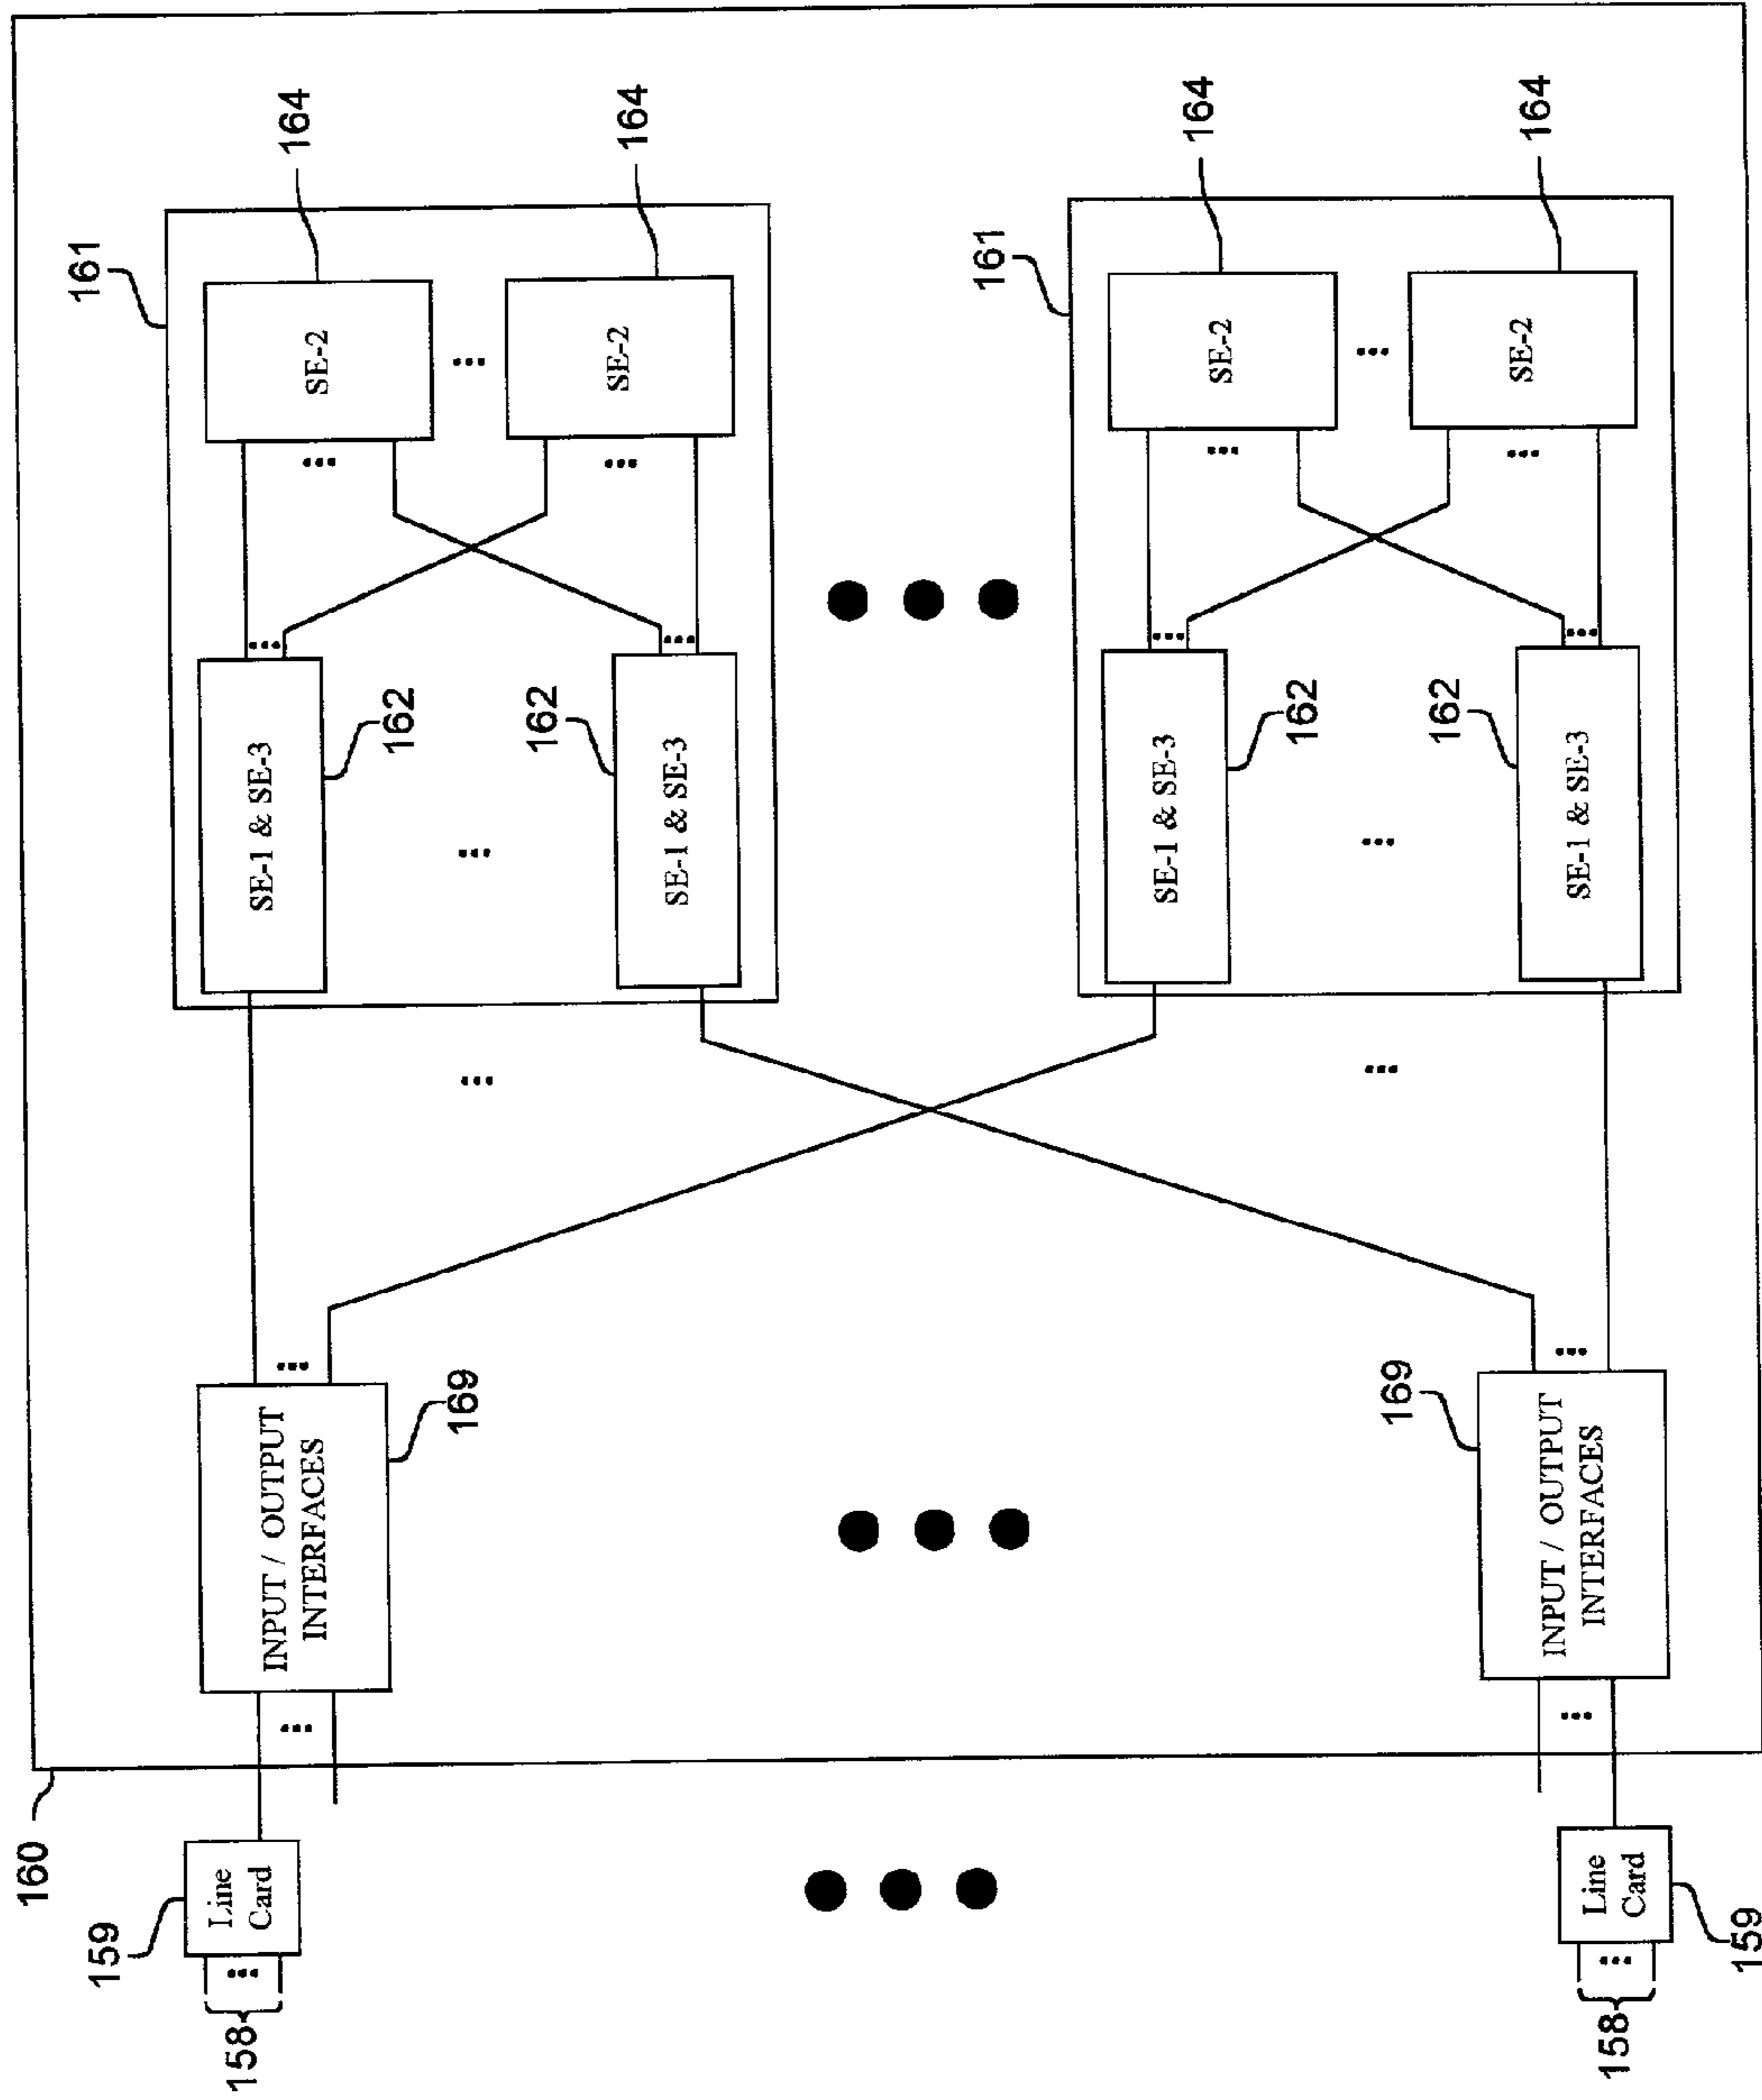 160
161
164
SE-2
...
SE-2
164
...
...
...
...
SE-1 & SE-3
162
...
162
SE-1 & SE-3
...
INPUT / OUTPUT
INTERFACES
169
...
...
159
Line
Card
...
158
161
164
SE-2
...
SE-2
164
...
...
...
...
SE-1 & SE-3
162
...
162
SE-1 & SE-3
...
169
INPUT / OUTPUT
INTERFACES
...
...
Line
Card
159
...
158